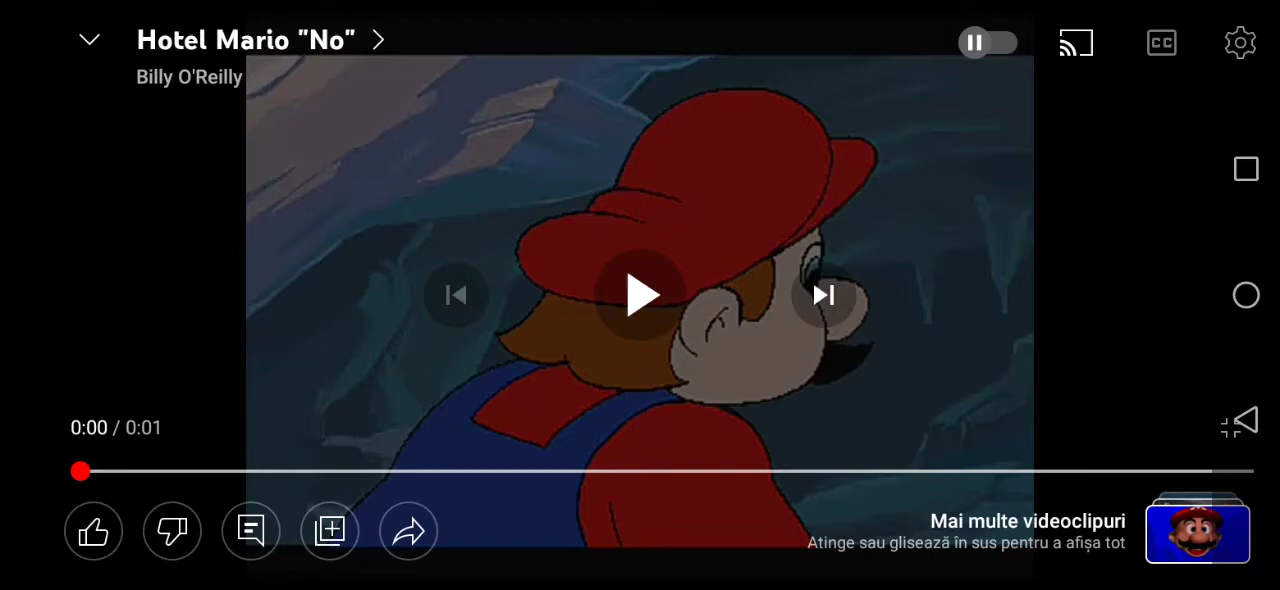 Hotel Mario "No"
Billy O'Reilly
CC
0:00 / 0:01
Mai multe videoclipuri
Atinge sau glisează în sus pentru a afișa tot